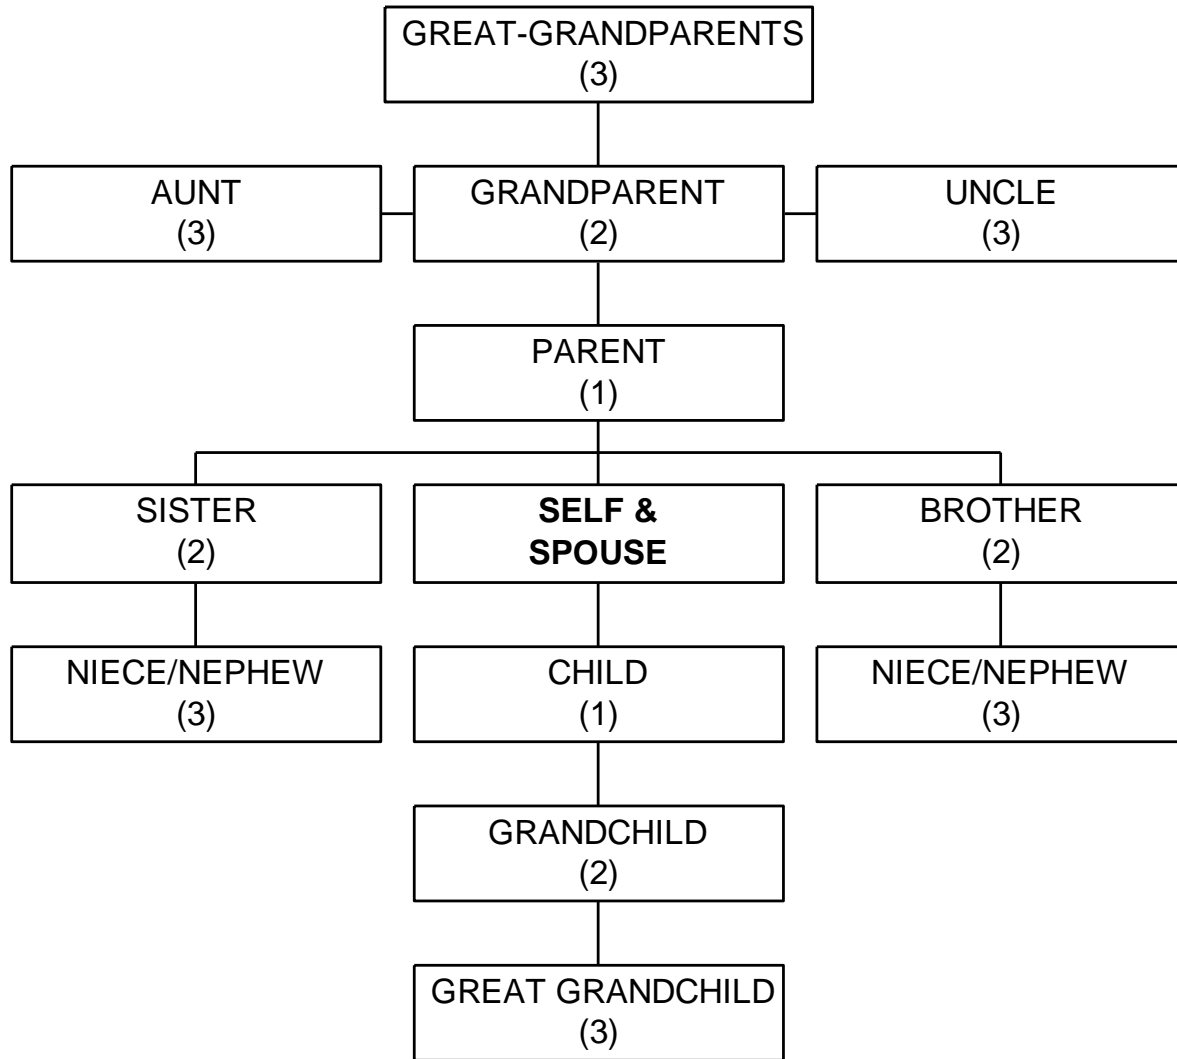 GREAT-GRANDPARENTS
(3)
AUNT
(3)
GRANDPARENT
(2)
UNCLE
(3)
PARENT
(1)
SISTER
(2)
SELF &
SPOUSE
BROTHER
(2)
NIECE/NEPHEW
(3)
CHILD
(1)
NIECE/NEPHEW
(3)
GRANDCHILD
(2)
GREAT GRANDCHILD
(3)